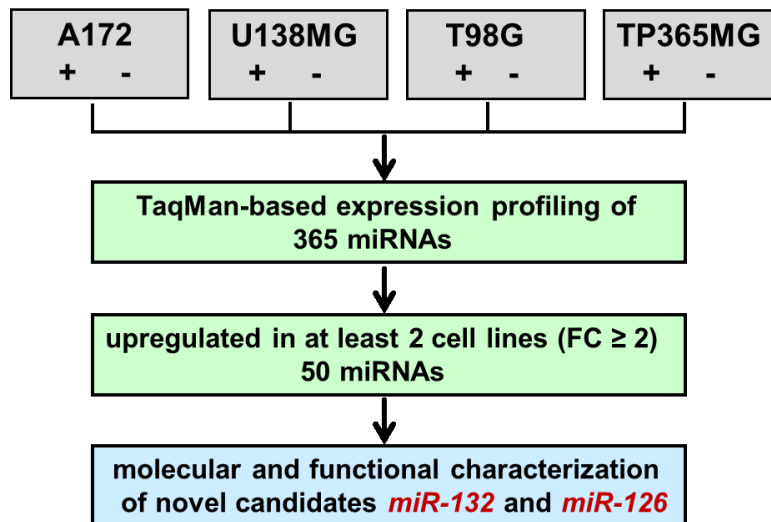 A172 U138MG T98G TP365MG
+ - + - + - + -
TaqMan-based expression profiling of
365 miRNAs
upregulated in at least 2 cell lines (FC ≥ 2)
50 miRNAs
molecular and functional characterization
of novel candidates miR-132 and miR-126